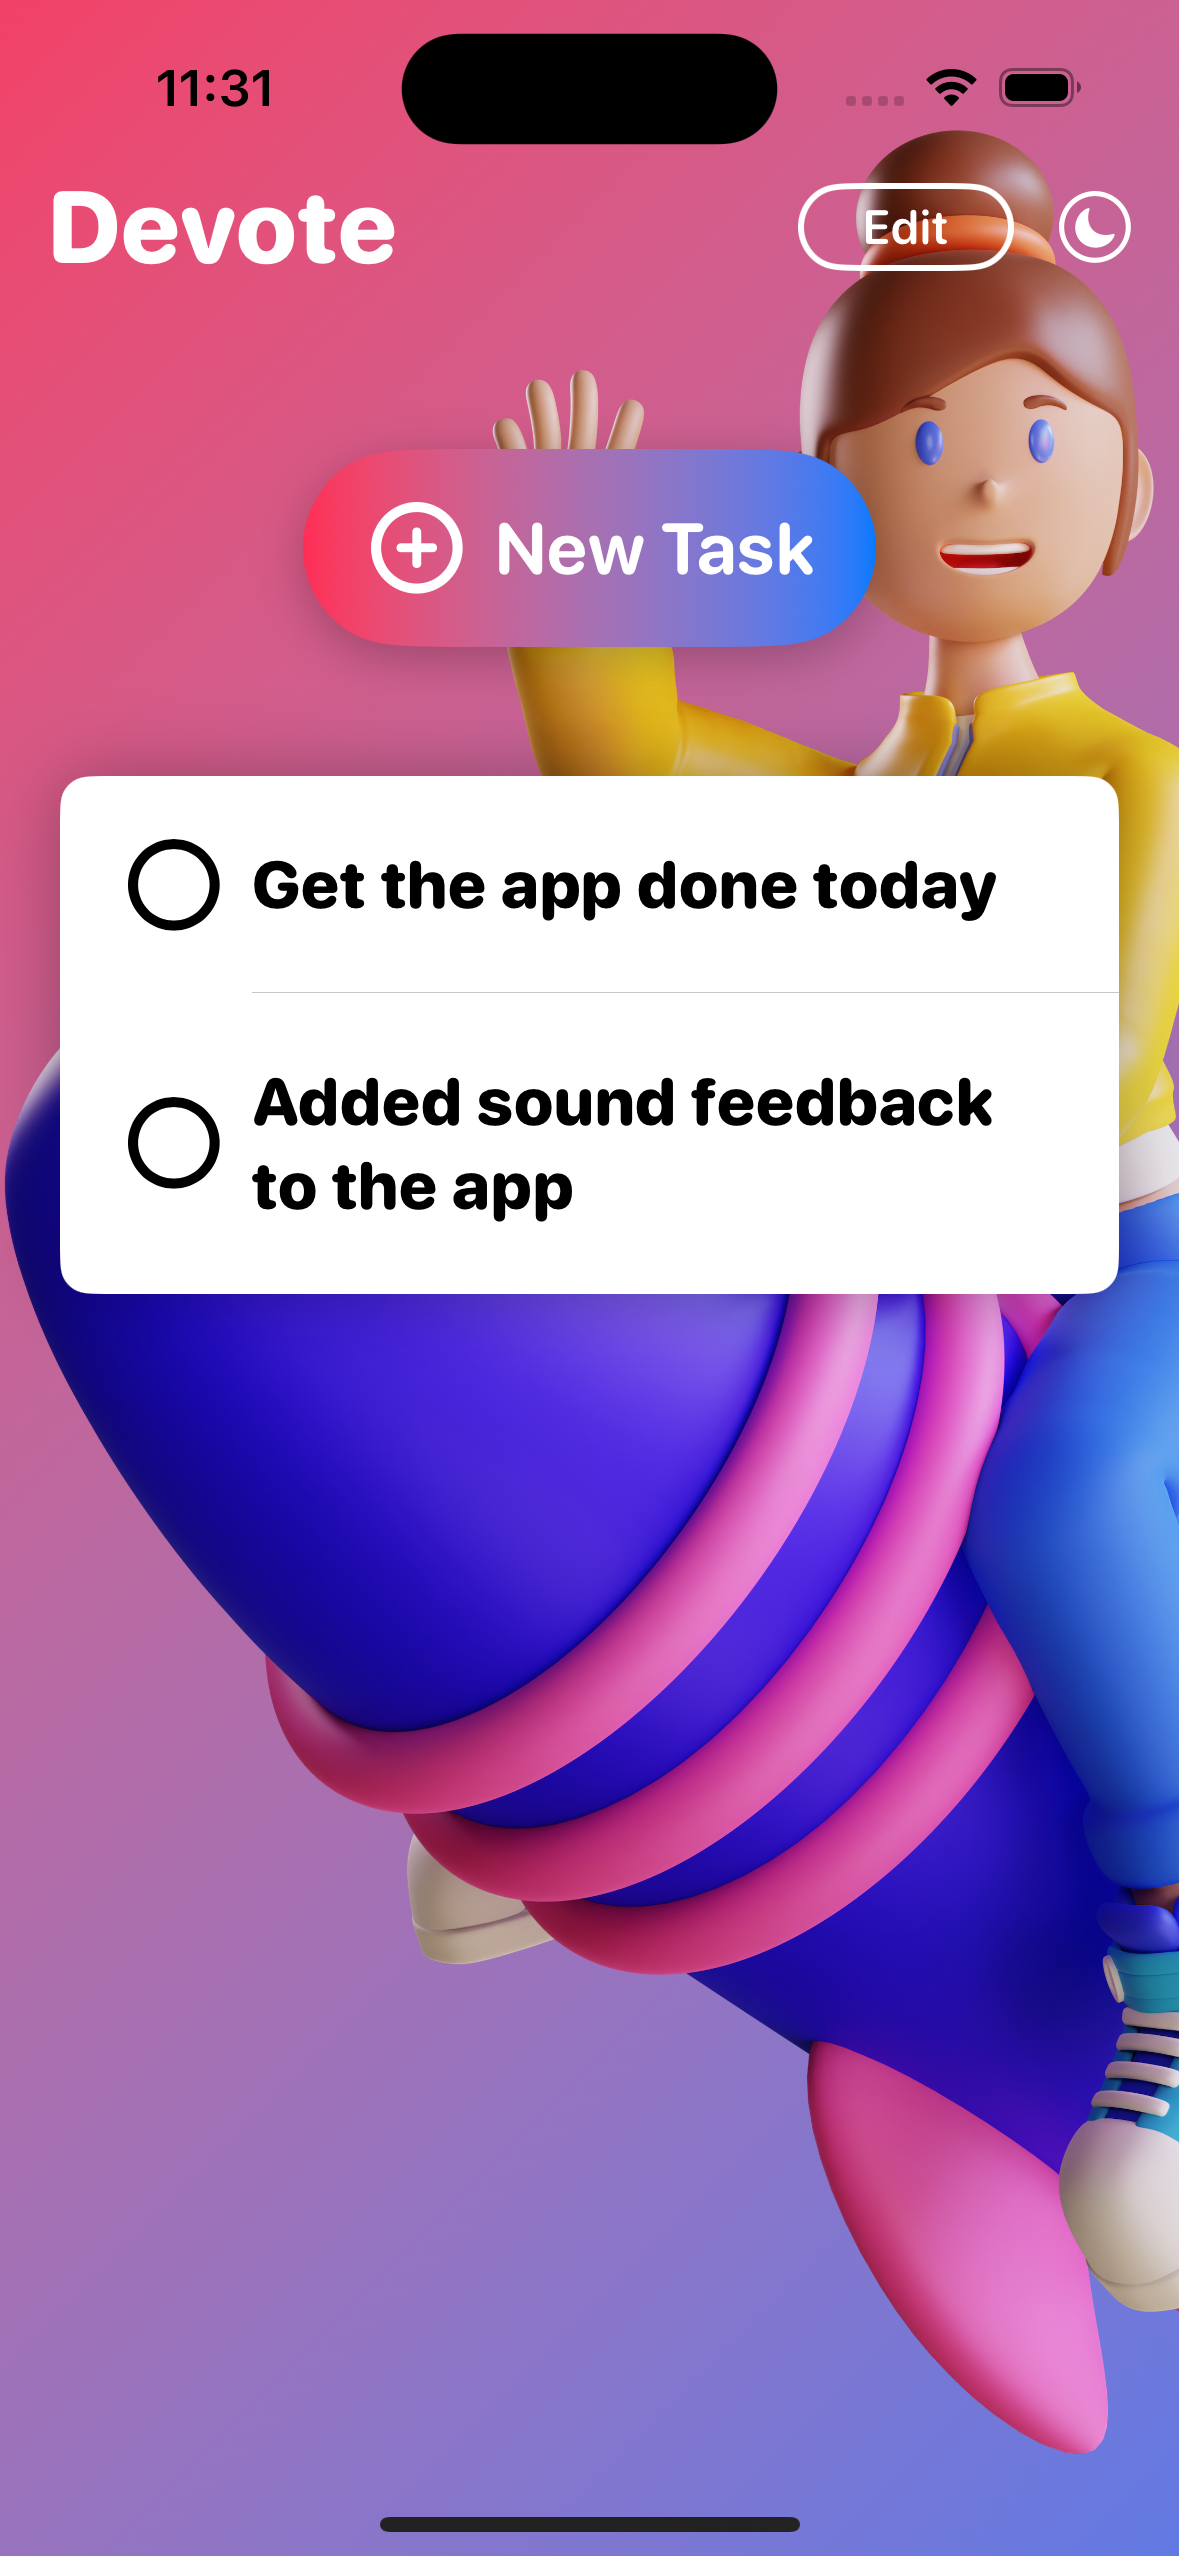 11:31
Devote
Edit
New Task
Get the app done today
Added sound feedback
to the app